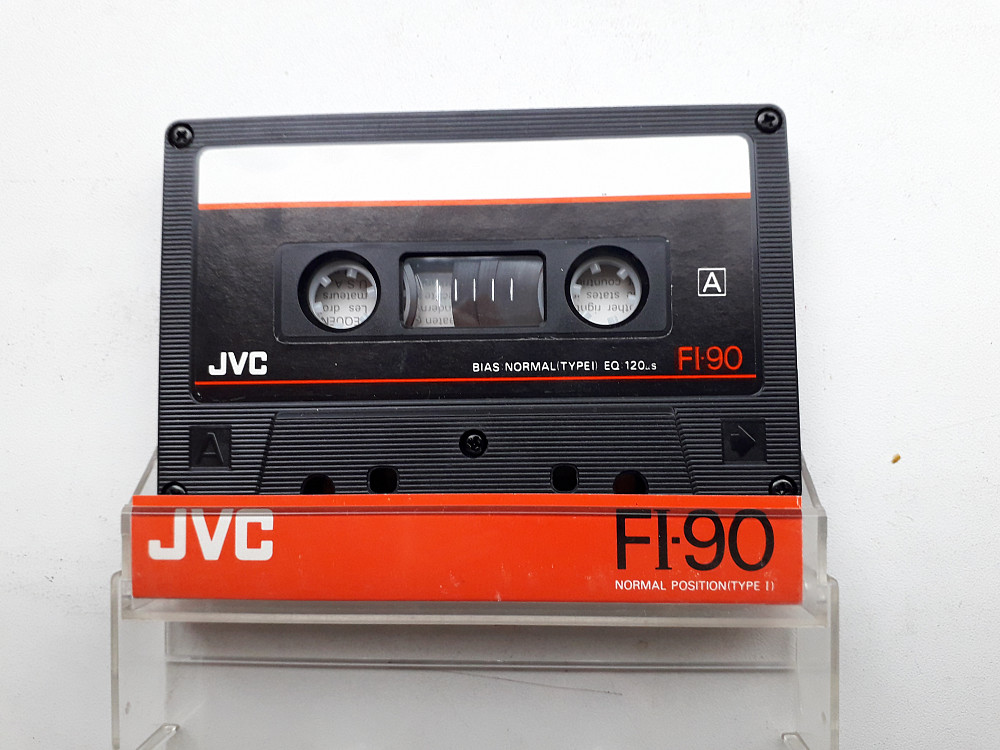 A
JVC
BIAS NORMAL(TYPE I) EQ 120µs
FI-90
A
JVC
FI-90
NORMAL POSITION(TYPE I)